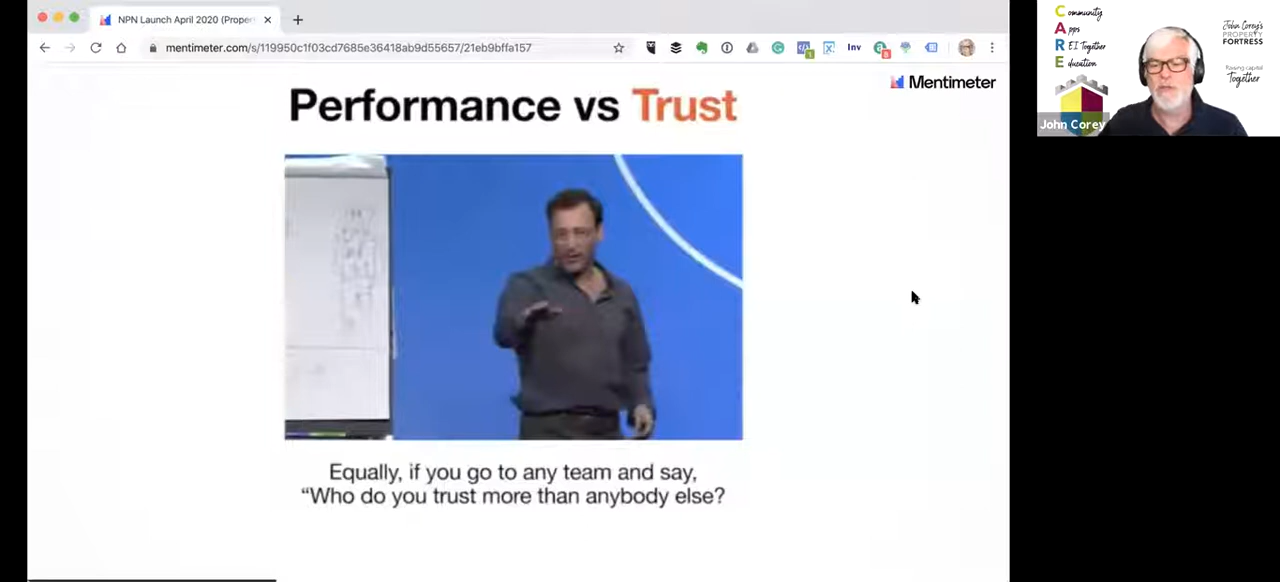 NPN Launch April 2020 (Proper
mentimeter.com/s/119950c1f03cd7685e36418ab9d55657/21eb9bffa157
Inv
Mentimeter
Performance vs Trust
Equally, if you go to any team and say,
“Who do you trust more than anybody else?
Community
Apps
REI Together
Education
John Corey's
PROPERTY
FORTRESS
Raising Capital
Together
John Corey